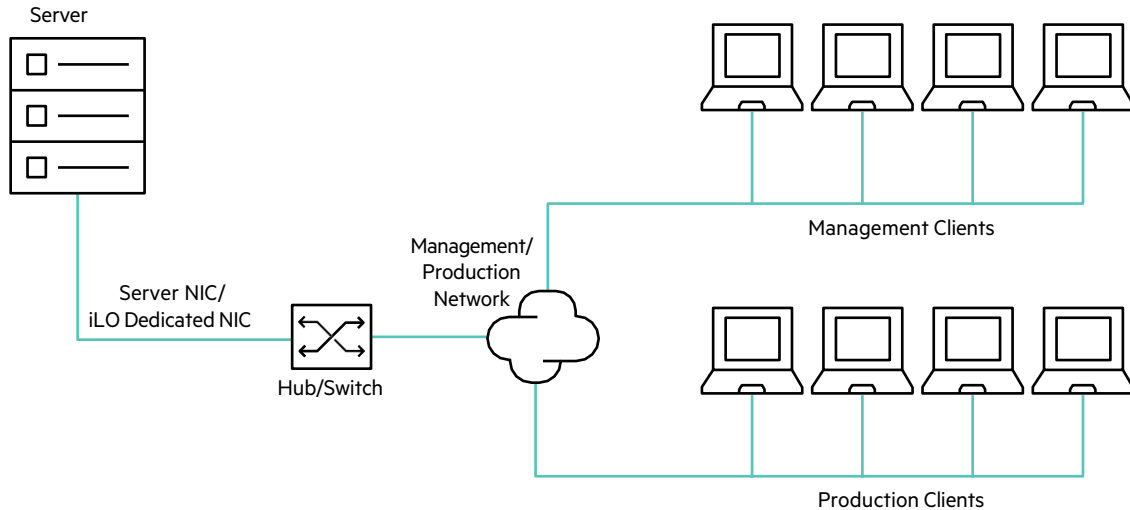 Server
Management Clients
Management/
Production
Network
Server NIC/
iLO Dedicated NIC
Hub/Switch
Production Clients